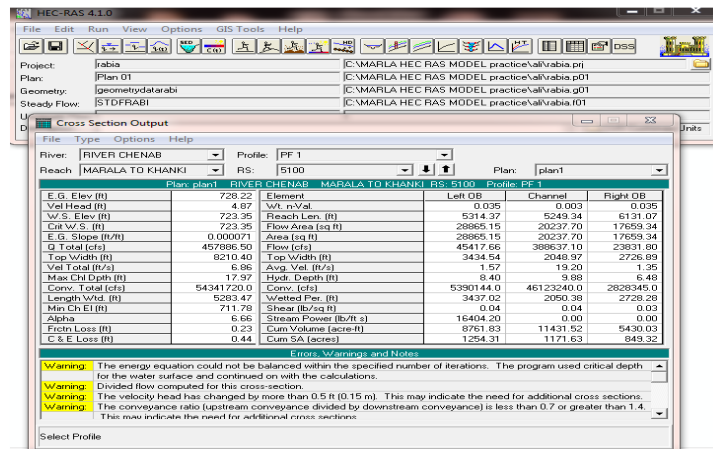 HEC-RAS 4.1.0
File Edit Run View Options GIS Tools Help
DSS
Project: rabia C:\MARLA HEC RAS MODEL practice\ali\rabia.prj
Plan: Plan 01 C:\MARLA HEC RAS MODEL practice\ali\rabia.p01
Geometry: geometrydatarabi C:\MARLA HEC RAS MODEL practice\ali\rabia.g01
Steady Flow: STDFRABI C:\MARLA HEC RAS MODEL practice\ali\rabia.f01
Units
Cross Section Output
File Type Options Help
River: RIVER CHENAB Profile: PF 1
Reach MARALA TO KHANKI RS: 5100 Plan: plan1
Plan: plan1 RIVER CHENAB MARALA TO KHANKI RS: 5100 Profile: PF 1
E.G. Elev (ft) 728.22 Element Left OB Channel Right OB
Vel Head (ft) 4.87 Wt. n-Val. 0.035 0.003 0.035
W.S. Elev (ft) 723.35 Reach Len. (ft) 5314.37 5249.34 6131.07
Crit W.S. (ft) 723.35 Flow Area (sq ft) 28865.15 20237.70 17659.34
E.G. Slope (ft/ft) 0.000071 Area (sq ft) 28865.15 20237.70 17659.34
Q Total (cfs) 457886.50 Flow (cfs) 45417.66 388637.10 23831.80
Top Width (ft) 8210.40 Top Width (ft) 3434.54 2048.97 2726.89
Vel Total (ft/s) 6.86 Avg. Vel. (ft/s) 1.57 19.20 1.35
Max Chl Dpth (ft) 17.97 Hydr. Depth (ft) 8.40 9.88 6.48
Conv. Total (cfs) 54341720.0 Conv. (cfs) 5390144.0 46123240.0 2828345.0
Length Wtd. (ft) 5283.47 Wetted Per. (ft) 3437.02 2050.38 2728.28
Min Ch El (ft) 711.78 Shear (lb/sq ft) 0.04 0.04 0.03
Alpha 6.66 Stream Power (lb/ft s) 16404.20 0.00 0.00
Frctn Loss (ft) 0.23 Cum Volume (acre-ft) 8761.83 11431.52 5430.03
C & E Loss (ft) 0.44 Cum SA (acres) 1254.31 1171.63 849.32
Errors, Warnings and Notes
Warning: The energy equation could not be balanced within the specified number of iterations. The program used critical depth
for the water surface and continued on with the calculations.
Warning: Divided flow computed for this cross-section.
Warning: The velocity head has changed by more than 0.5 ft (0.15 m). This may indicate the need for additional cross sections.
Warning: The conveyance ratio (upstream conveyance divided by downstream conveyance) is less than 0.7 or greater than 1.4.
This may indicate the need for additional cross sections.
Select Profile